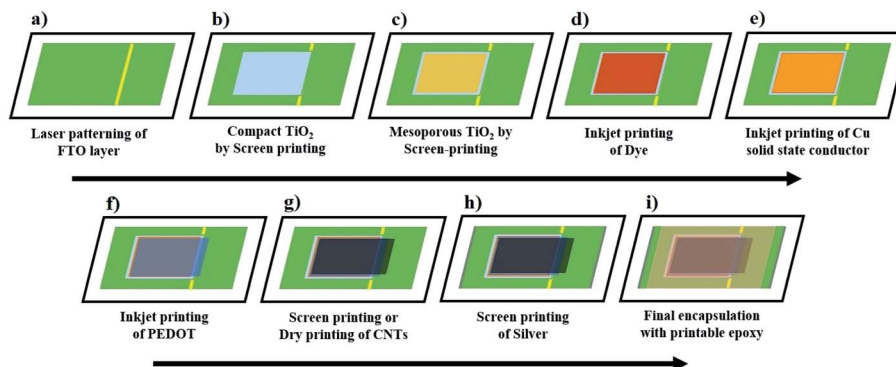 a)
b)
c)
d)
e)
Laser patterning of
FTO layer
Compact TiO₂
by Screen printing
Mesoporous TiO₂ by
Screen-printing
Inkjet printing
of Dye
Inkjet printing of Cu
solid state conductor
f)
g)
h)
i)
Inkjet printing
of PEDOT
Screen printing or
Dry printing of CNTs
Screen printing
of Silver
Final encapsulation
with printable epoxy